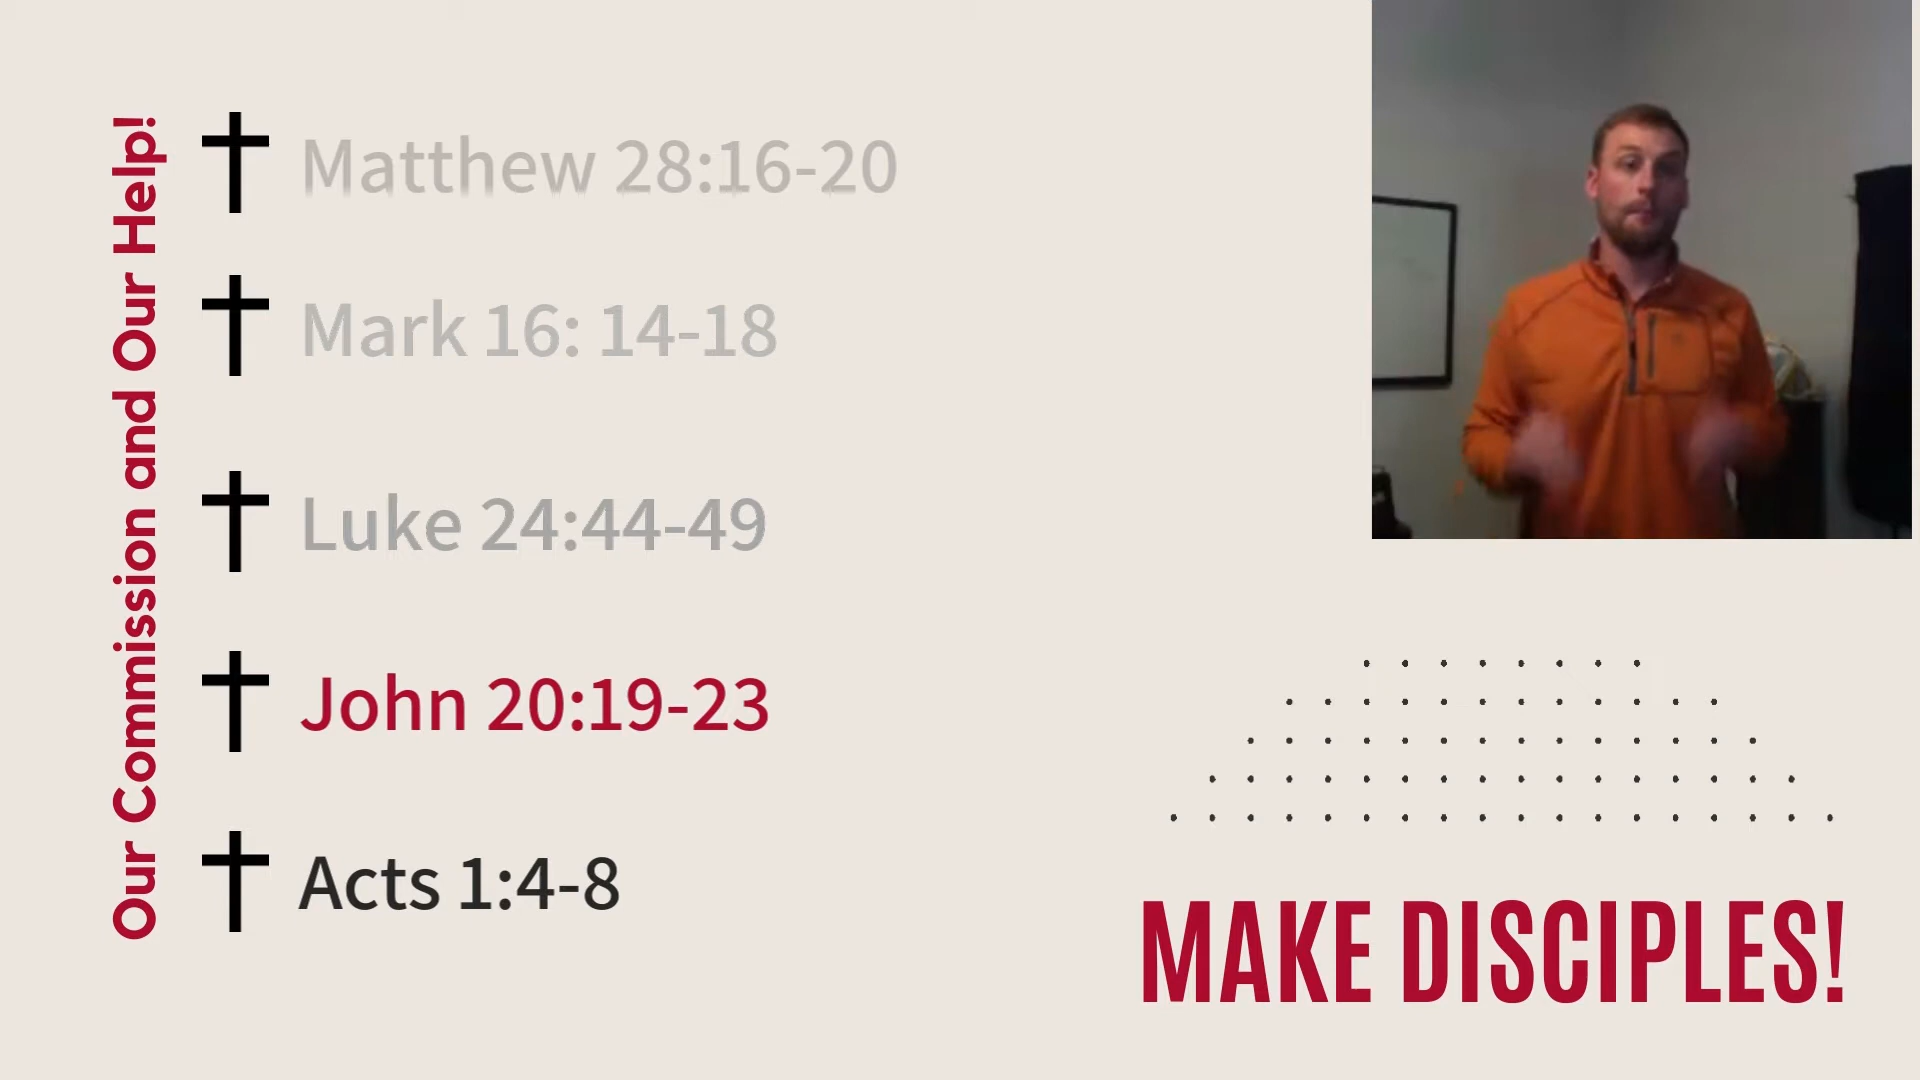 Our Commission and Our Help!
Matthew 28:16-20
Mark 16: 14-18
Luke 24:44-49
John 20:19-23
Acts 1:4-8
MAKE DISCIPLES!